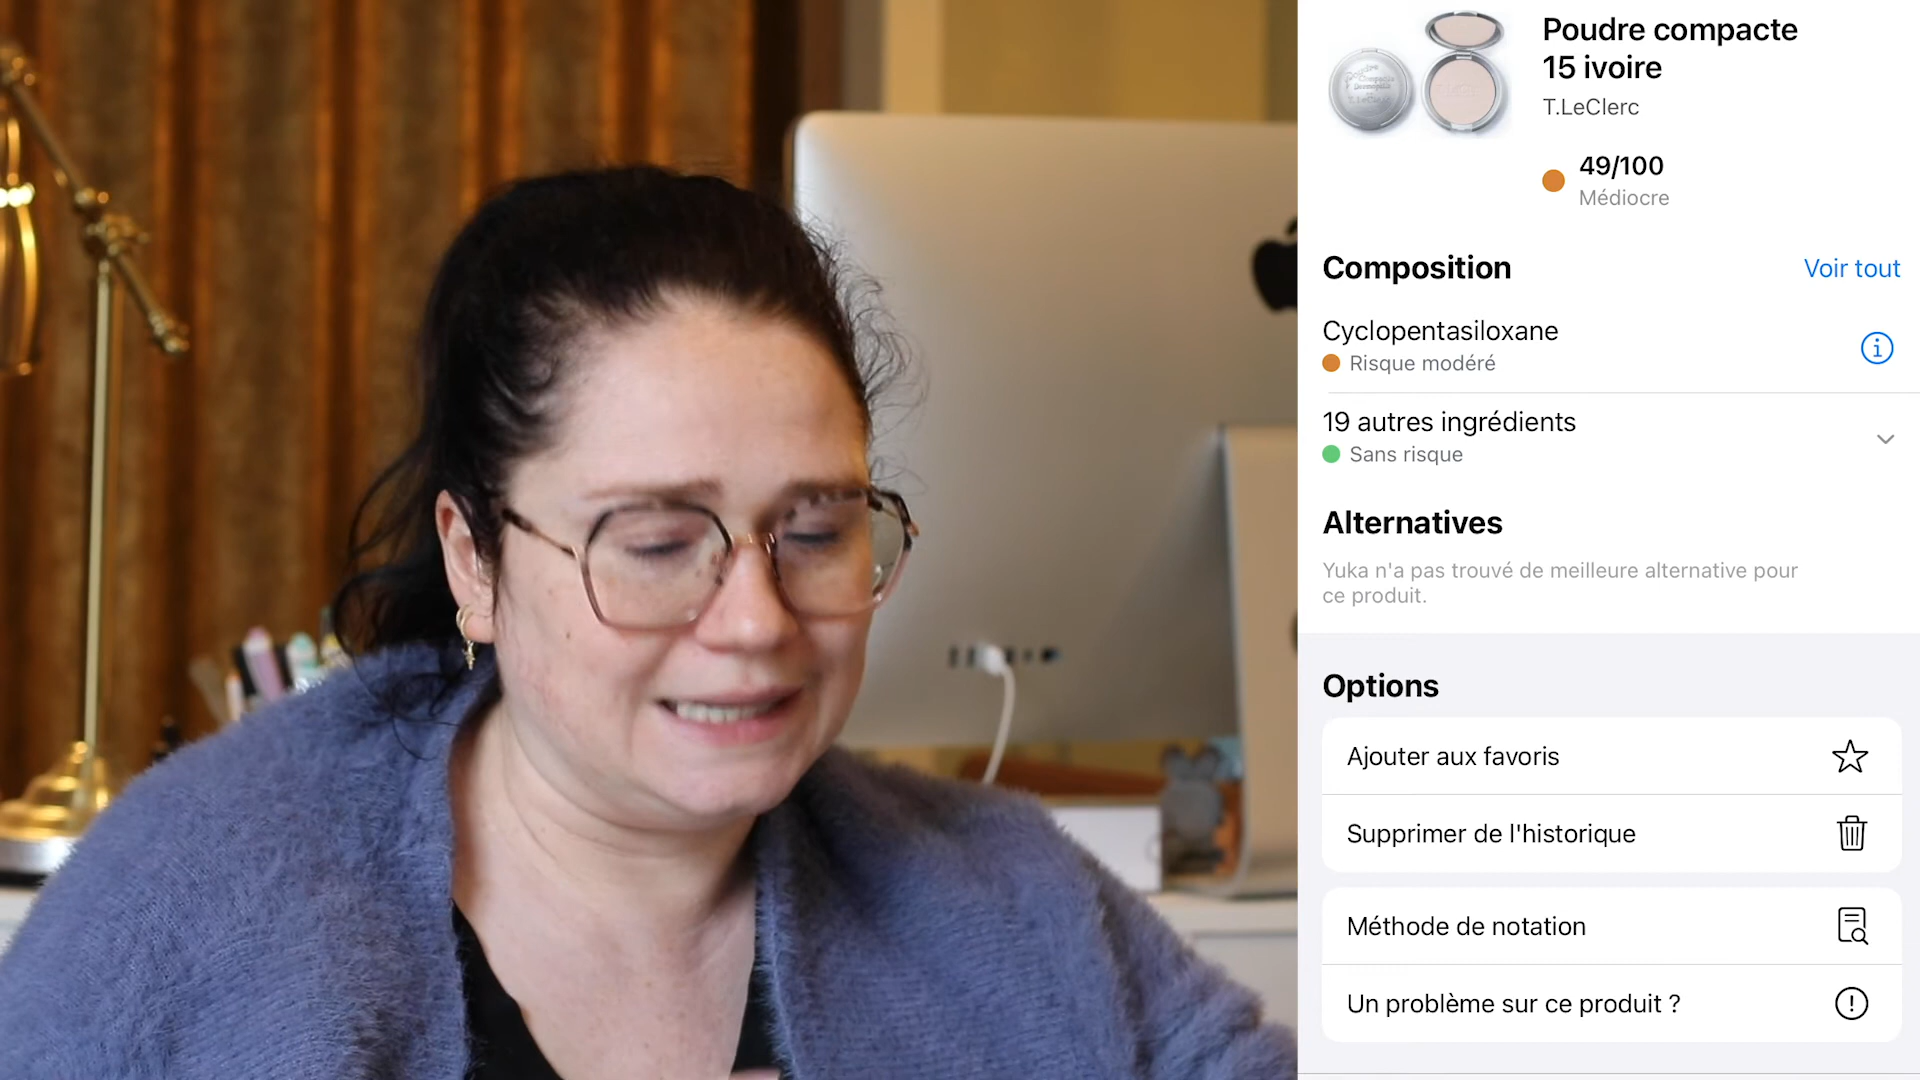 Poudre compacte
15 ivoire
T.LeClerc
49/100
Médiocre
Composition
Voir tout
Cyclopentasiloxane
Risque modéré
19 autres ingrédients
Sans risque
Alternatives
Yuka n'a pas trouvé de meilleure alternative pour
ce produit.
Options
Ajouter aux favoris
Supprimer de l'historique
Méthode de notation
Un problème sur ce produit ?